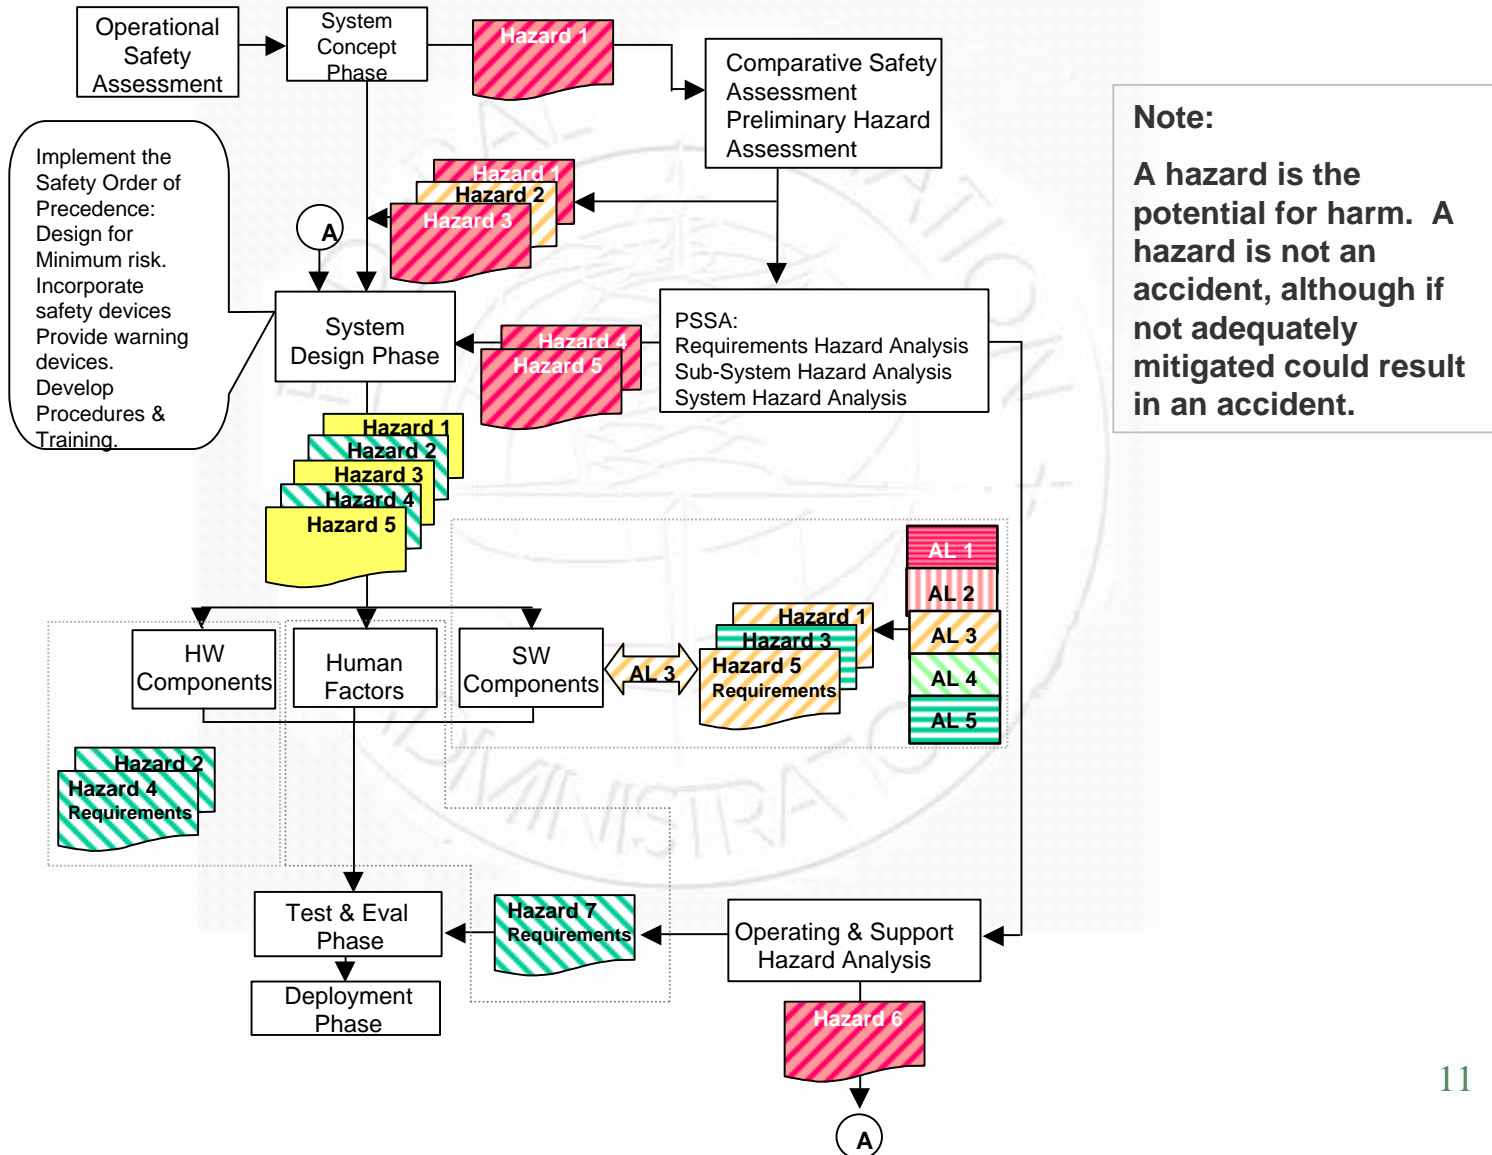 Operational
Safety
Assessment
System
Concept
Phase
Hazard 1
Comparative Safety
Assessment
Preliminary Hazard
Assessment
Note:
A hazard is the
potential for harm. A
hazard is not an
accident, although if
not adequately
mitigated could result
in an accident.
Implement the
Safety Order of
Precedence:
Design for
Minimum risk.
Incorporate
safety devices
Provide warning
devices.
Develop
Procedures &
Training.
A
Hazard 1
Hazard 2
Hazard 3
System
Design Phase
Hazard 4
Hazard 5
PSSA:
Requirements Hazard Analysis
Sub-System Hazard Analysis
System Hazard Analysis
Hazard 1
Hazard 2
Hazard 3
Hazard 4
Hazard 5
AL 1
AL 2
AL 3
AL 4
AL 5
HW
Components
Human
Factors
SW
Components
AL 3
Hazard 1
Hazard 3
Hazard 5
Requirements
Hazard 2
Hazard 4
Requirements
Test & Eval
Phase
Hazard 7
Requirements
Operating & Support
Hazard Analysis
Deployment
Phase
Hazard 6
A
11